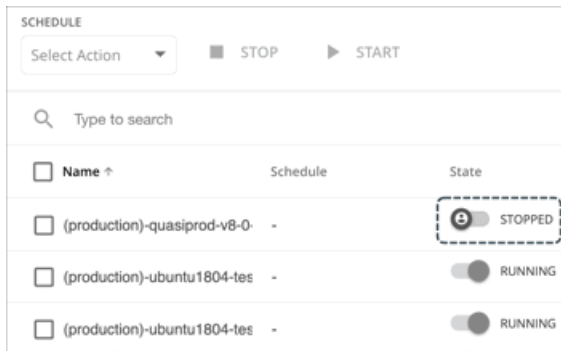 SCHEDULE
Select Action STOP START
Type to search
Name ↑ Schedule State
(production)-quasiprod-v8-0- - STOPPED
(production)-ubuntu1804-tes - RUNNING
(production)-ubuntu1804-tes - RUNNING